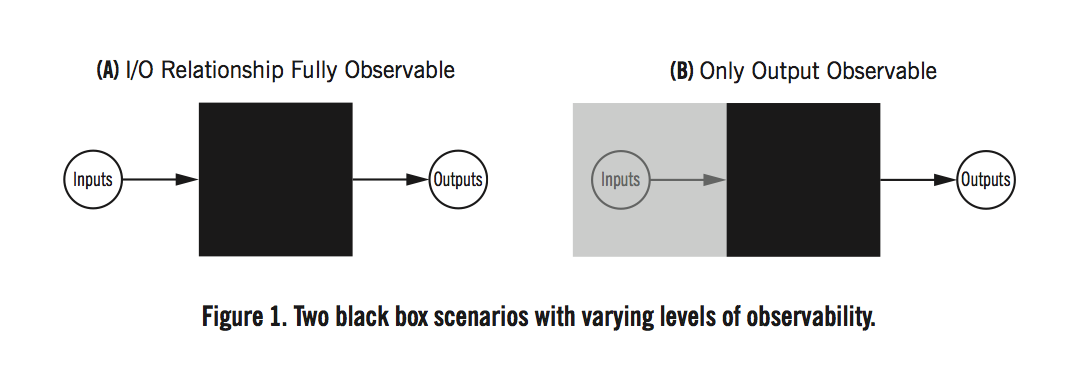 (A) I/O Relationship Fully Observable
Inputs
Outputs
(B) Only Output Observable
Inputs
Outputs
Figure 1. Two black box scenarios with varying levels of observability.